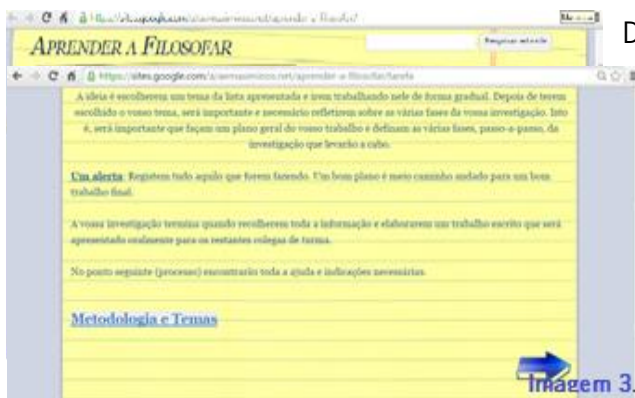 APRENDER A FILOSOFAR
D
A ideia é escolherem um tema da lista apresentada e irem trabalhando nele de forma gradual. Depois de terem
escolhido o vosso tema, será importante e necessário refletirem sobre as várias fases da vossa investigação. Isto
é, será importante que façam um plano geral do vosso trabalho e definam as várias fases, passo-a-passo, da
investigação que levarão a cabo.
Um alerta: Registem tudo aquilo que forem fazendo. Um bom plano é meio caminho andado para um bom
trabalho final.
A vossa investigação termina quando recolherem toda a informação e elaborarem um trabalho escrito que será
apresentado oralmente para os restantes colegas de turma.
No ponto seguinte (processo) encontrarão toda a ajuda e indicações necessárias.
Metodologia e Temas
Imagem 3.